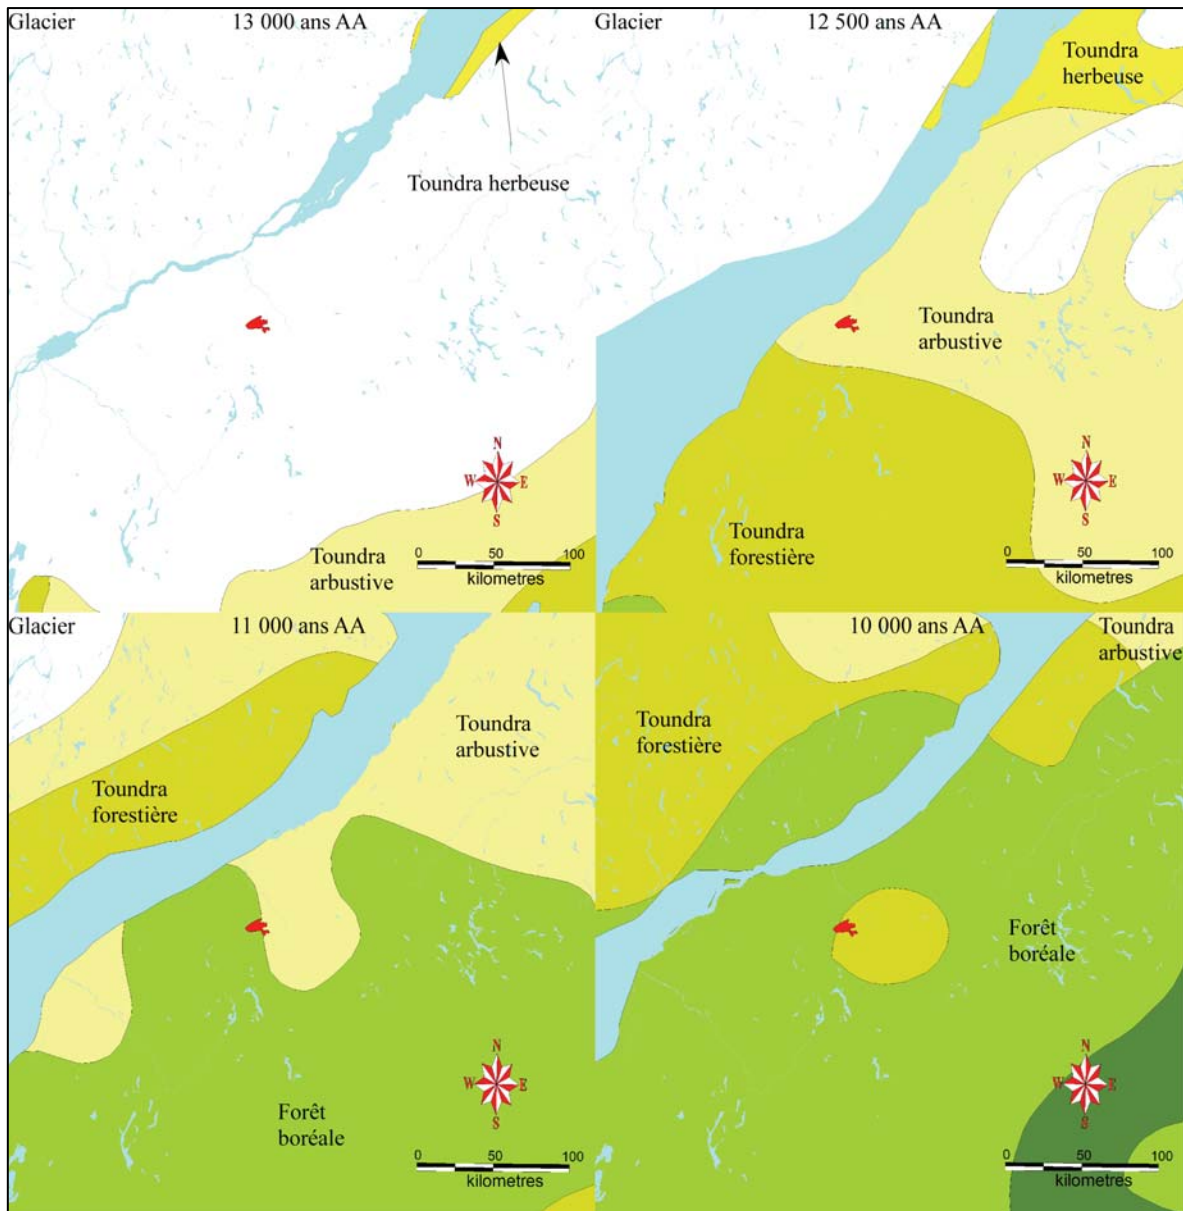 Glacier 13 000 ans AA
Toundra herbeuse
N
W E
S
Toundra
arbustive
0 50 100
kilometres
Glacier 12 500 ans AA
Toundra
herbeuse
Toundra
arbustive
N
W E
S
Toundra
forestière
0 50 100
kilometres
Glacier 11 000 ans AA
Toundra
arbustive
Toundra
forestière
N
W E
S
Forêt
boréale
0 50 100
kilometres
10 000 ans AA
Toundra
arbustive
Toundra
forestière
Forêt
boréale
N
W E
S
0 50 100
kilometres